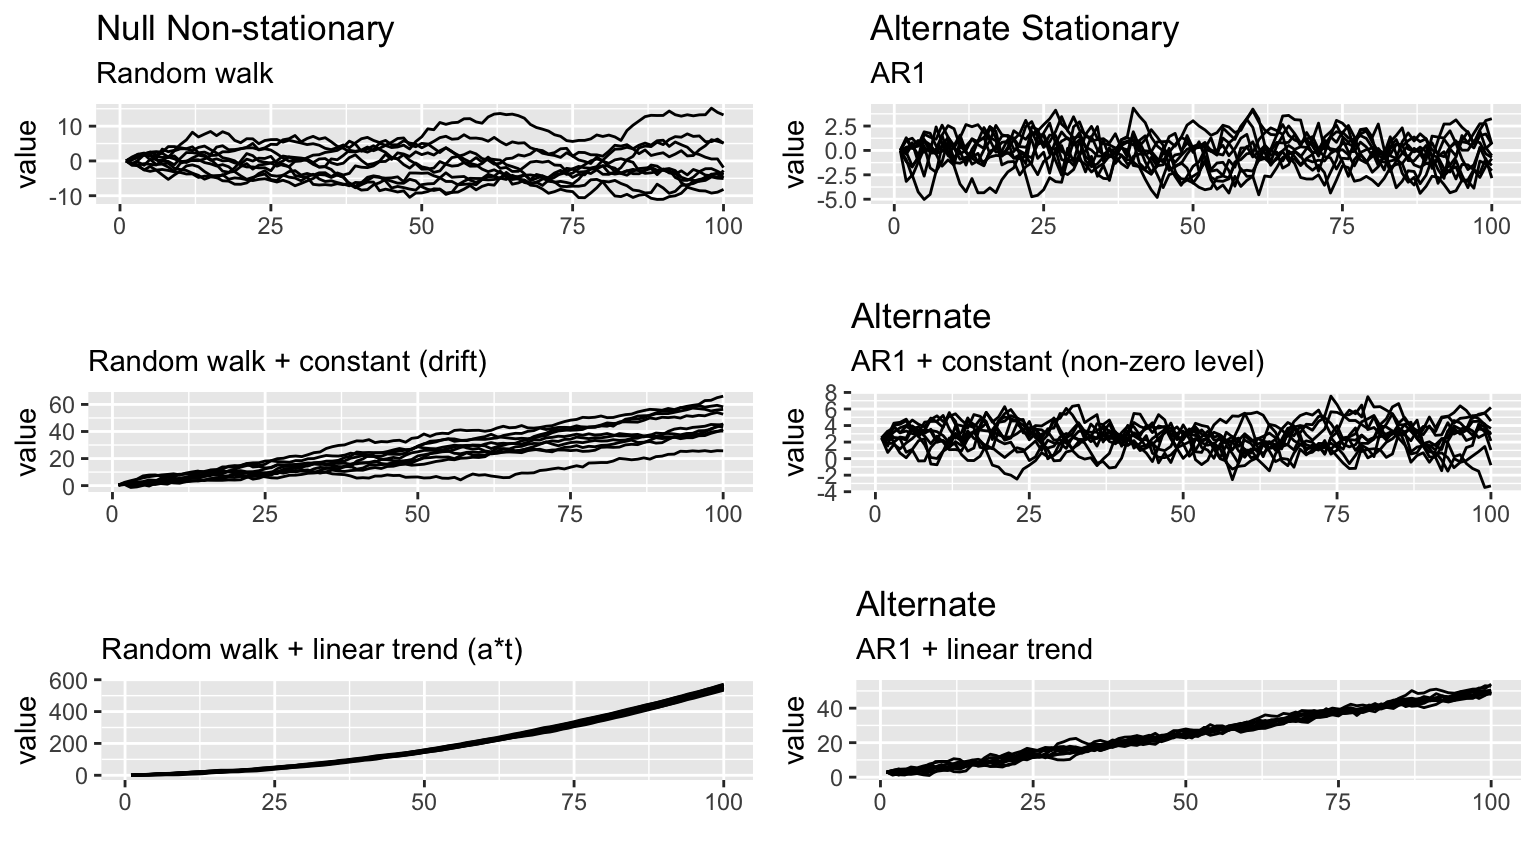 Null Non-stationary
Random walk
value
10
0
-10
0 25 50 75 100
Alternate Stationary
AR1
value
2.5
0.0
-2.5
-5.0
0 25 50 75 100
Random walk + constant (drift)
value
60
40
20
0
0 25 50 75 100
Alternate
AR1 + constant (non-zero level)
value
8
6
4
2
0
-2
-4
0 25 50 75 100
Random walk + linear trend (a*t)
value
600
400
200
0
0 25 50 75 100
Alternate
AR1 + linear trend
value
40
20
0
0 25 50 75 100